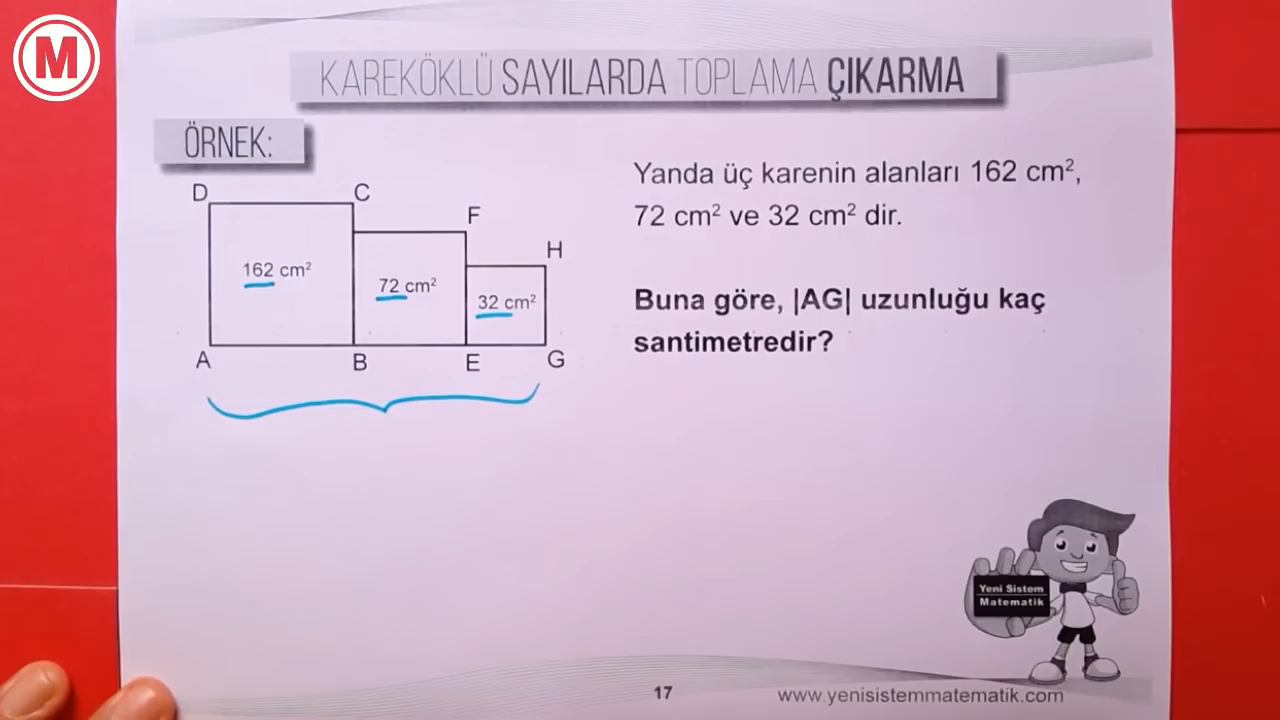 M
KAREKÖKLÜ SAYILARDA TOPLAMA ÇIKARMA
ÖRNEK:
D
C
F
H
162 cm²
72 cm²
32 cm²
A
B
E
G
Yanda üç karenin alanları 162 cm²,
72 cm² ve 32 cm² dir.
Buna göre, |AG| uzunluğu kaç
santimetredir?
Yeni Sistem
Matematik
17
www.yenisistemmatematik.com